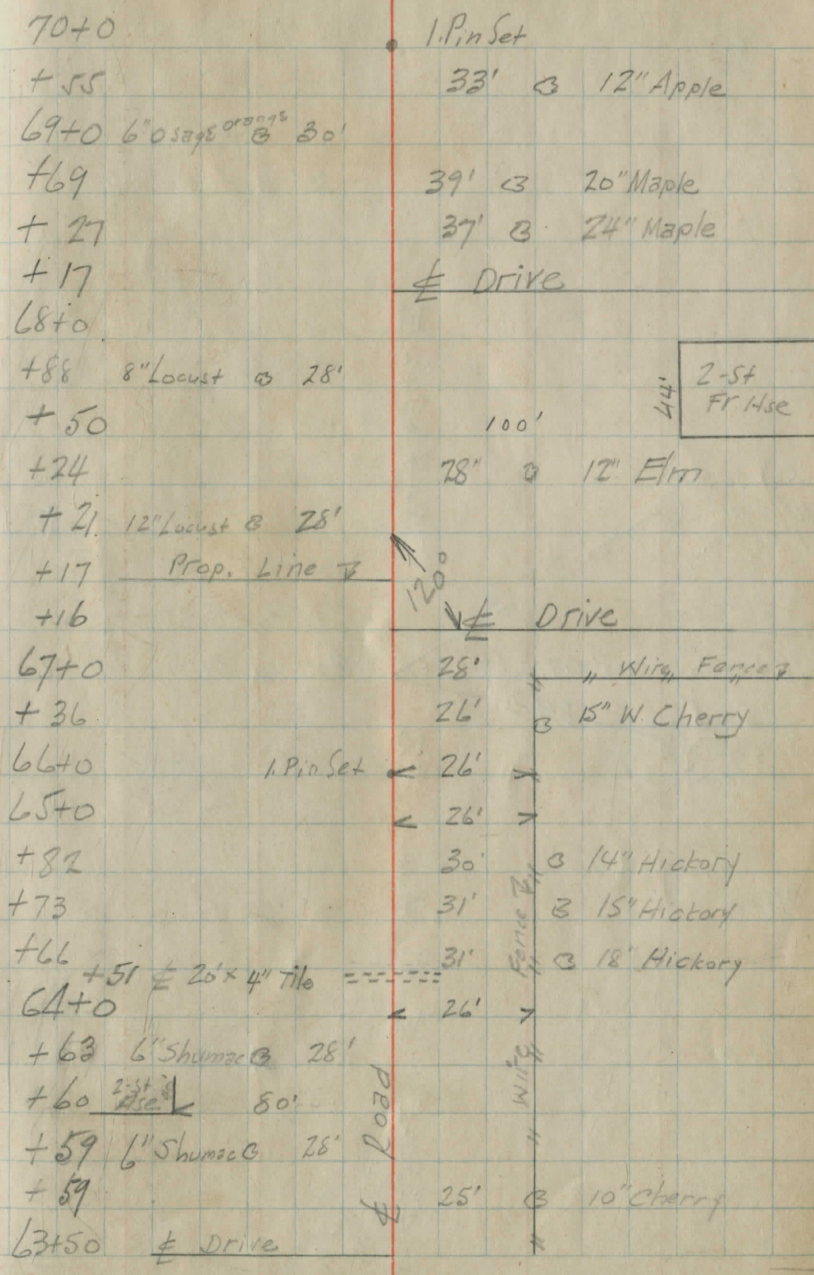 70+0 1.Pin Set
+55 33' 12" Apple
69+0 6" Osage orange 30'
+69 39' 20" Maple
+27 37' 24" Maple
+17 ℄ Drive
68+0
+88 8" Locust 28'
2-St
Fr Hse
44'
+50 100'
+24 28" 12" Elm
+21 12" Locust 28'
+17 Prop. Line
120°
+16 ℄ Drive
67+0 28' Wire Fence
+36 26' 15" W. Cherry
66+0 1.Pin Set 26'
65+0 26'
+82 30' 14" Hickory
+73 31' 15" Hickory
+66 31' 18" Hickory
+51 ℄ 20' x 4" Tile
64+0 26'
Wire Fence
+63 6" Shumac 28'
+60 2-St Hse 80'
+59 6" Shumac 28'
+59 25' 10" Cherry
℄ Road
63+50 ℄ Drive